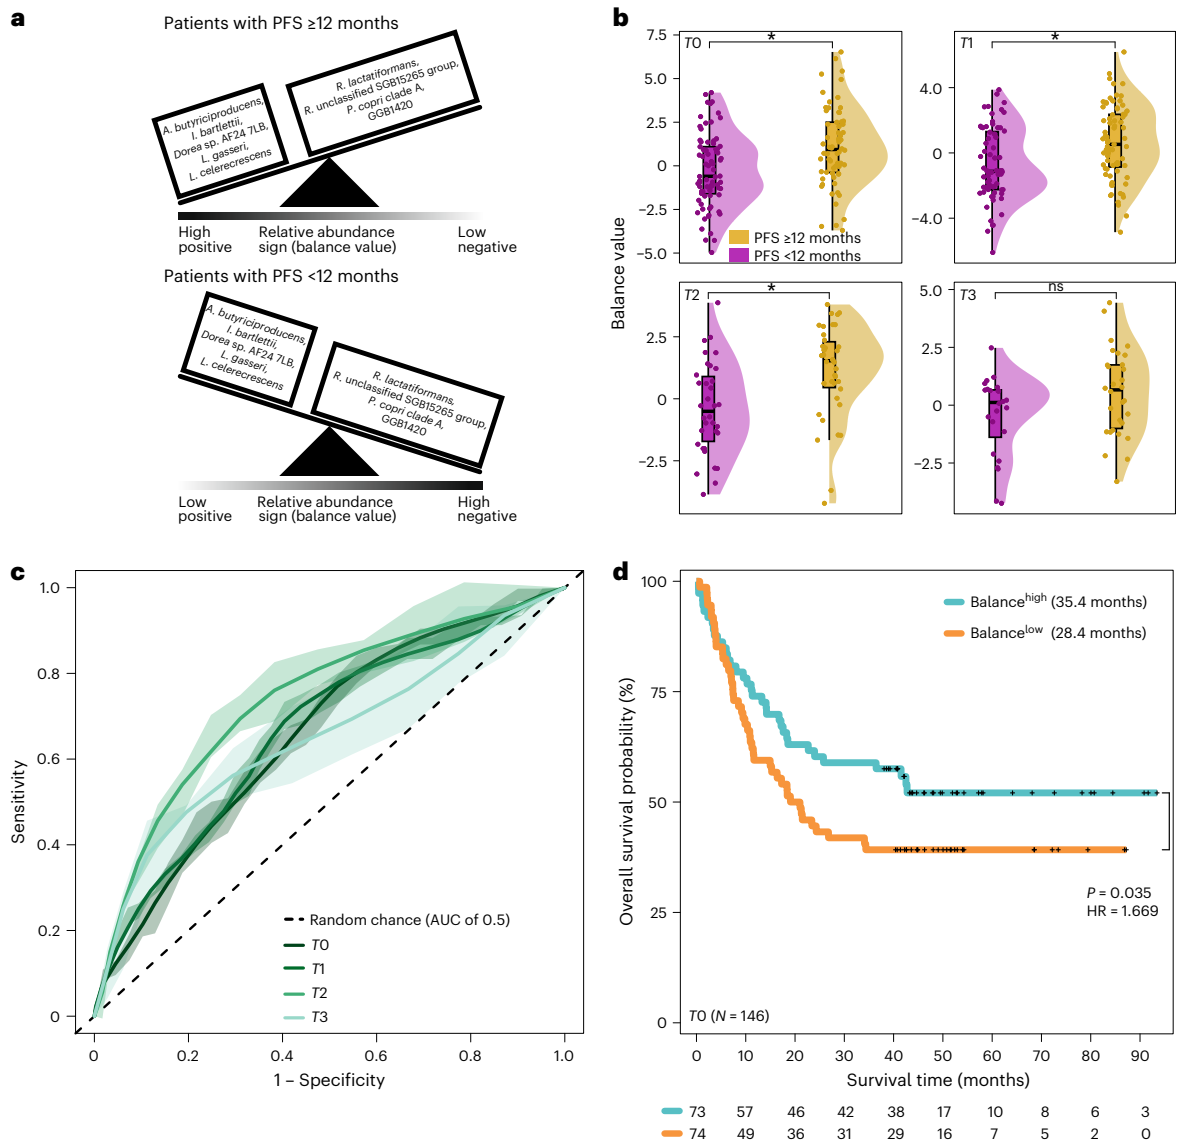 a
Patients with PFS ≥12 months
A. butyriciproducens,
I. bartlettii,
Dorea sp. AF24 7LB,
L. gasseri,
L. celerecrescens
R. lactatiformans,
R. unclassified SGB15265 group,
P. copri clade A,
GGB1420
High positive
Relative abundance sign (balance value)
Low negative
Patients with PFS <12 months
A. butyriciproducens,
I. bartlettii,
Dorea sp. AF24 7LB,
L. gasseri,
L. celerecrescens
R. lactatiformans,
R. unclassified SGB15265 group,
P. copri clade A,
GGB1420
Low positive
Relative abundance sign (balance value)
High negative
b
Balance value
T0
*
7.5
5.0
2.5
0
−2.5
−5.0
PFS ≥12 months
PFS <12 months
T1
*
4.0
0
−4.0
T2
*
2.5
0
−2.5
T3
ns
5.0
2.5
0
−2.5
c
Sensitivity
1.0
0.8
0.6
0.4
0.2
0
Random chance (AUC of 0.5)
T0
T1
T2
T3
0 0.2 0.4 0.6 0.8 1.0
1 – Specificity
d
Overall survival probability (%)
100
75
50
25
0
Balancehigh (35.4 months)
Balancelow (28.4 months)
P = 0.035
HR = 1.669
T0 (N = 146)
0 10 20 30 40 50 60 70 80 90
Survival time (months)
73 57 46 42 38 17 10 8 6 3
74 49 36 31 29 16 7 5 2 0